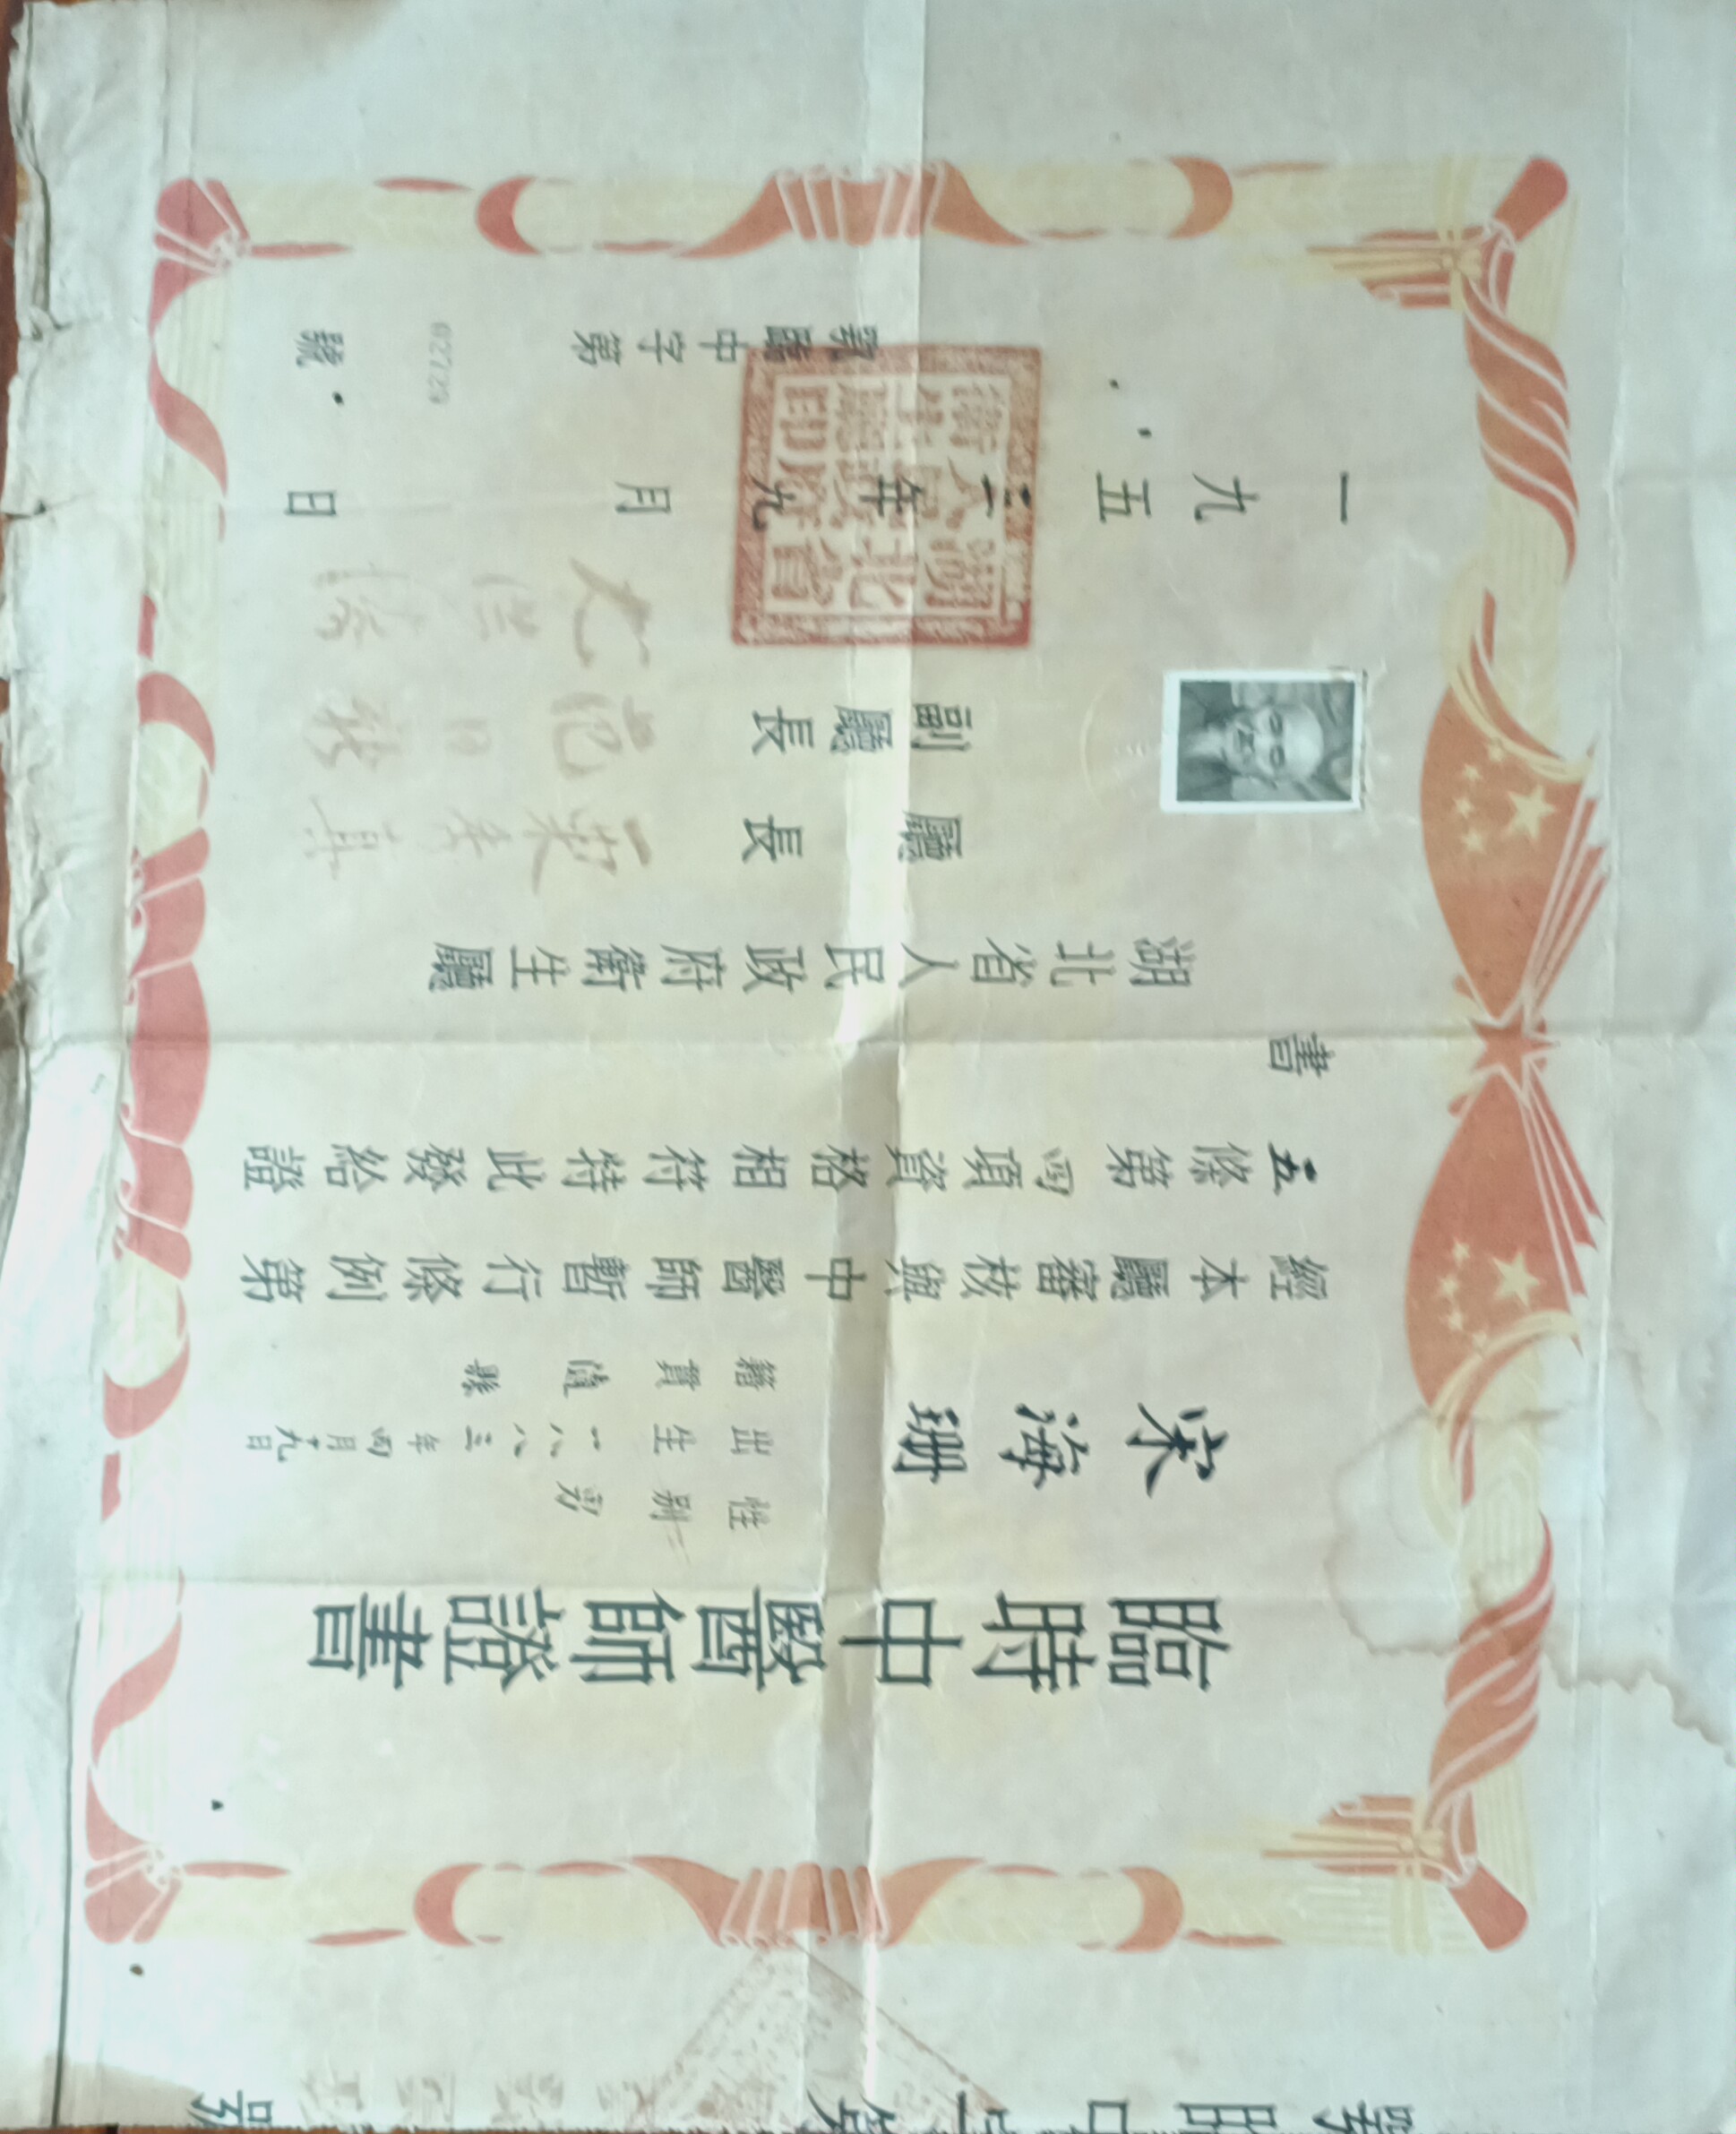 臨時中醫師證書
宋海珊
性別 男
出生 一八八三年四月十九日
籍貫 隨縣
經本廳審核與中醫師暫行條例第
五條第四項資格相符特此發給證
書
湖北省人民政府衛生廳
廳長
副廳長
一九五二年九月 日
鄂臨中字第 號
湖北省人民政府衛生廳印